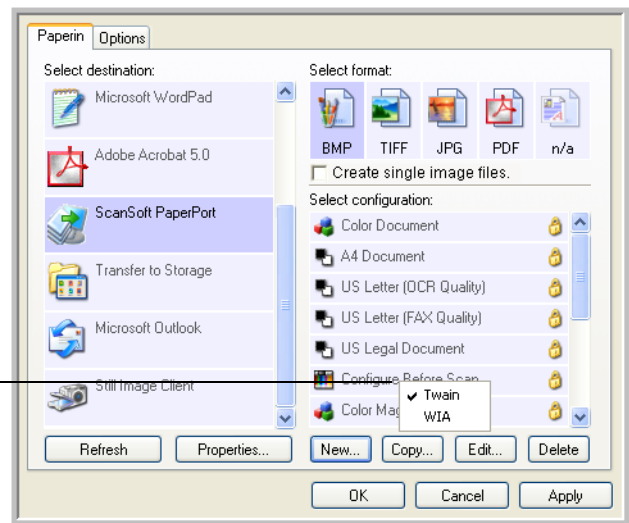 Paperin Options
Select destination:
Microsoft WordPad
Adobe Acrobat 5.0
ScanSoft PaperPort
Transfer to Storage
Microsoft Outlook
Still Image Client
Refresh Properties...
Select format:
BMP TIFF JPG PDF n/a
Create single image files.
Select configuration:
Color Document
A4 Document
US Letter (OCR Quality)
US Letter (FAX Quality)
US Legal Document
Configure Before Scan
Color Mag
Twain
WIA
New... Copy... Edit... Delete
OK Cancel Apply